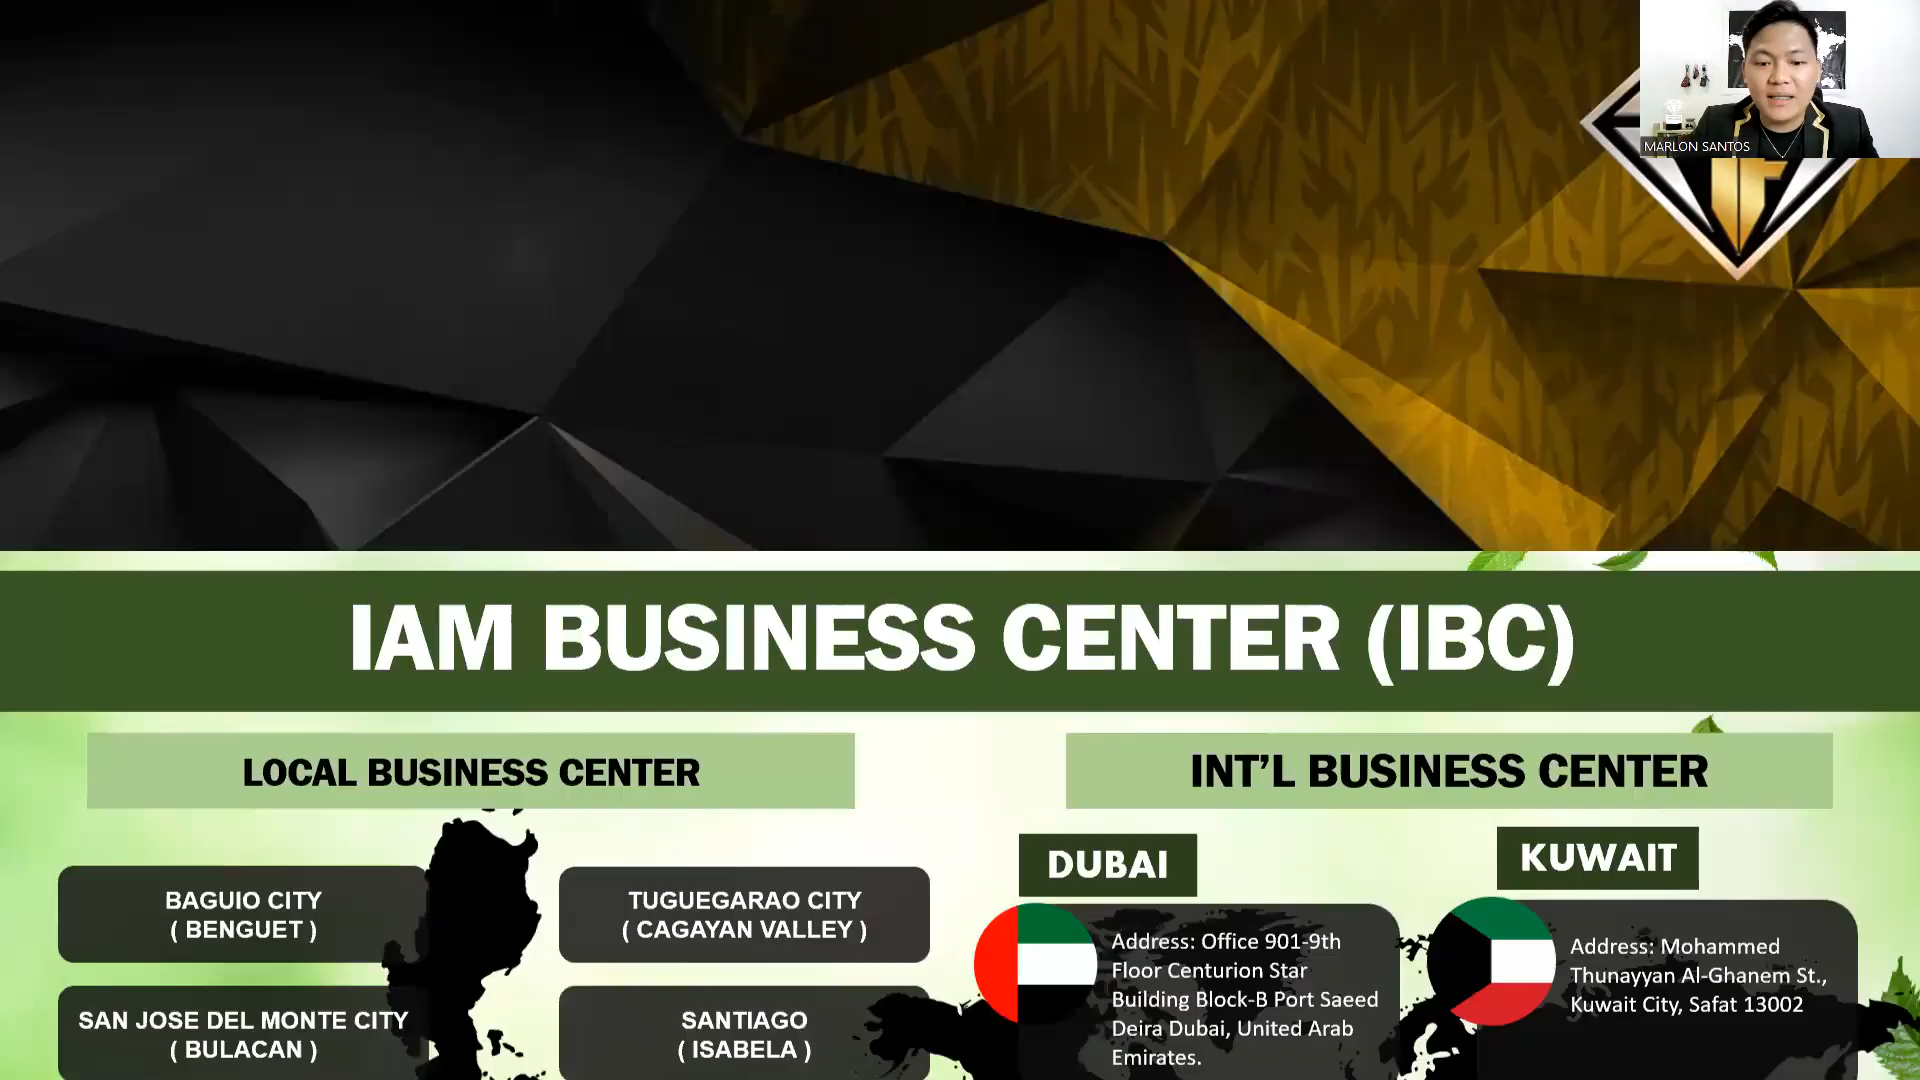 MARLON SANTOS
IAM BUSINESS CENTER (IBC)
LOCAL BUSINESS CENTER
BAGUIO CITY
( BENGUET )
TUGUEGARAO CITY
( CAGAYAN VALLEY )
SAN JOSE DEL MONTE CITY
( BULACAN )
SANTIAGO
( ISABELA )
INT'L BUSINESS CENTER
DUBAI
Address: Office 901-9th
Floor Centurion Star
Building Block-B Port Saeed
Deira Dubai, United Arab
Emirates.
KUWAIT
Address: Mohammed
Thunayyan Al-Ghanem St.,
Kuwait City, Safat 13002